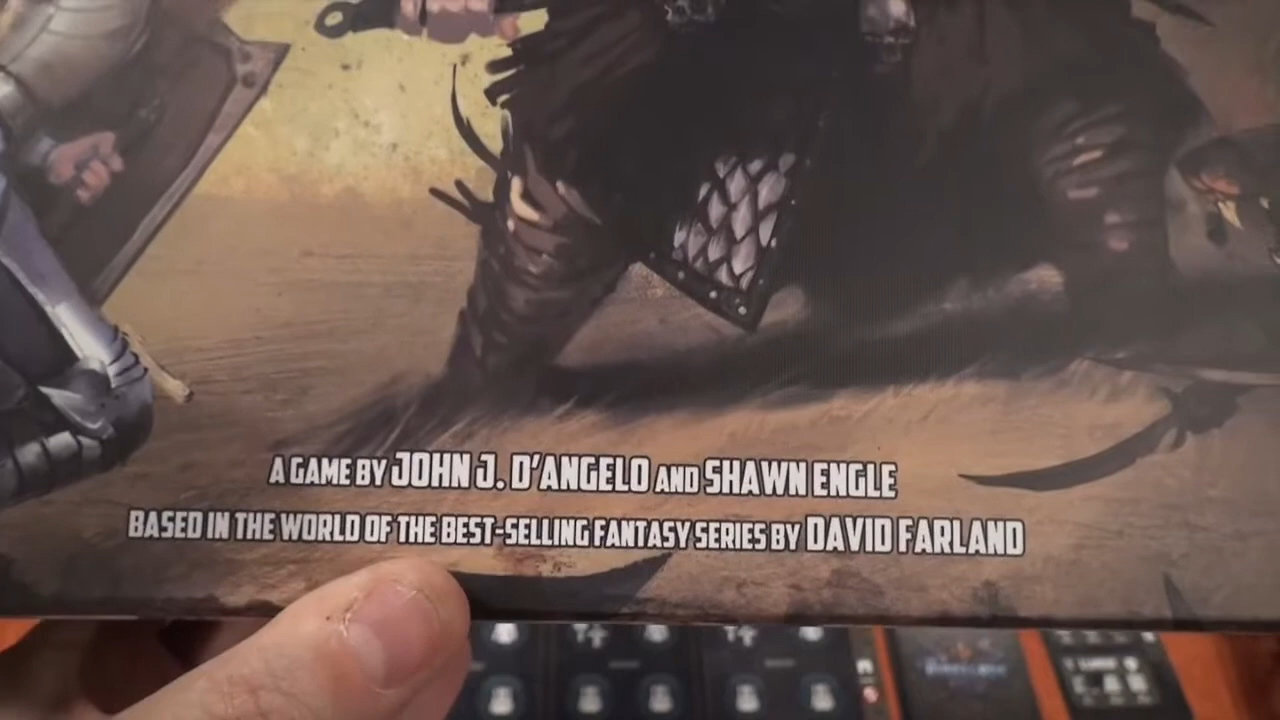 A GAME BY JOHN J. D'ANGELO AND SHAWN ENGLE
BASED IN THE WORLD OF THE BEST-SELLING FANTASY SERIES BY DAVID FARLAND